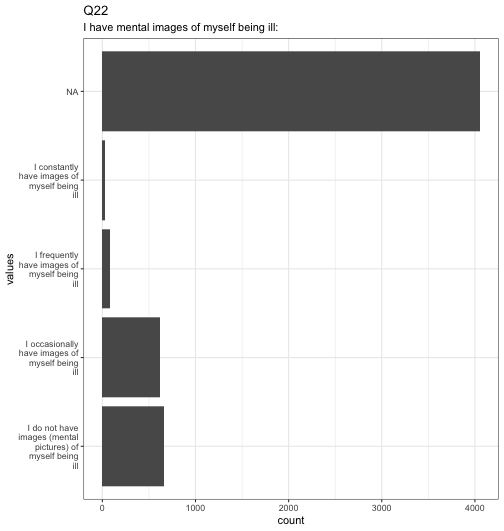 Q22
I have mental images of myself being ill:
NA
I constantly
have images of
myself being
ill
I frequently
have images of
myself being
ill
values
I occasionally
have images of
myself being
ill
I do not have
images (mental
pictures) of
myself being
ill
0 1000 2000 3000 4000
count